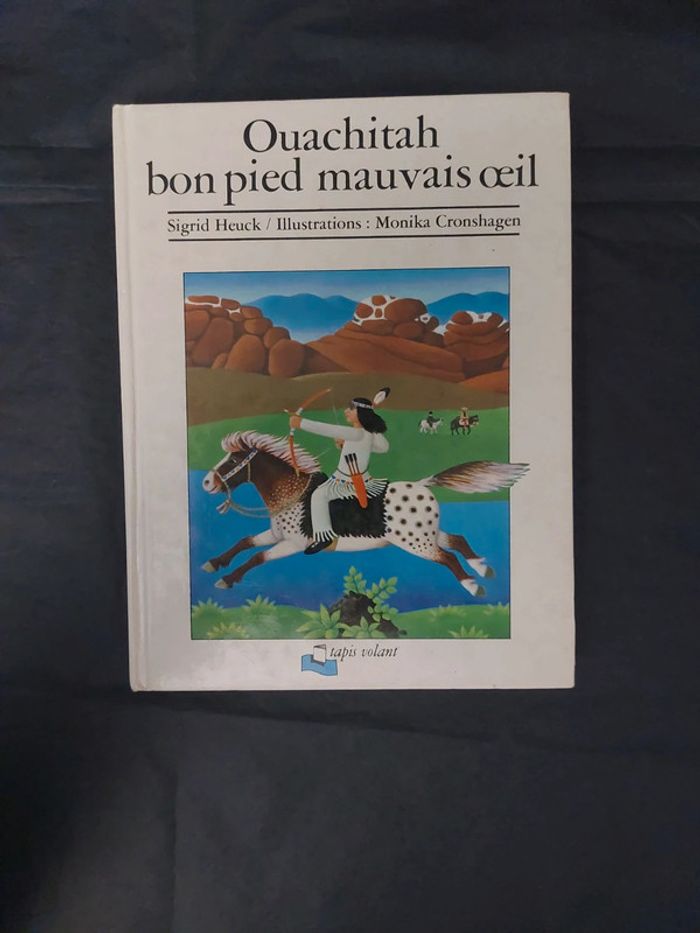 Ouachitah
bon pied mauvais œil
Sigrid Heuck / Illustrations : Monika Cronshagen
tapis volant